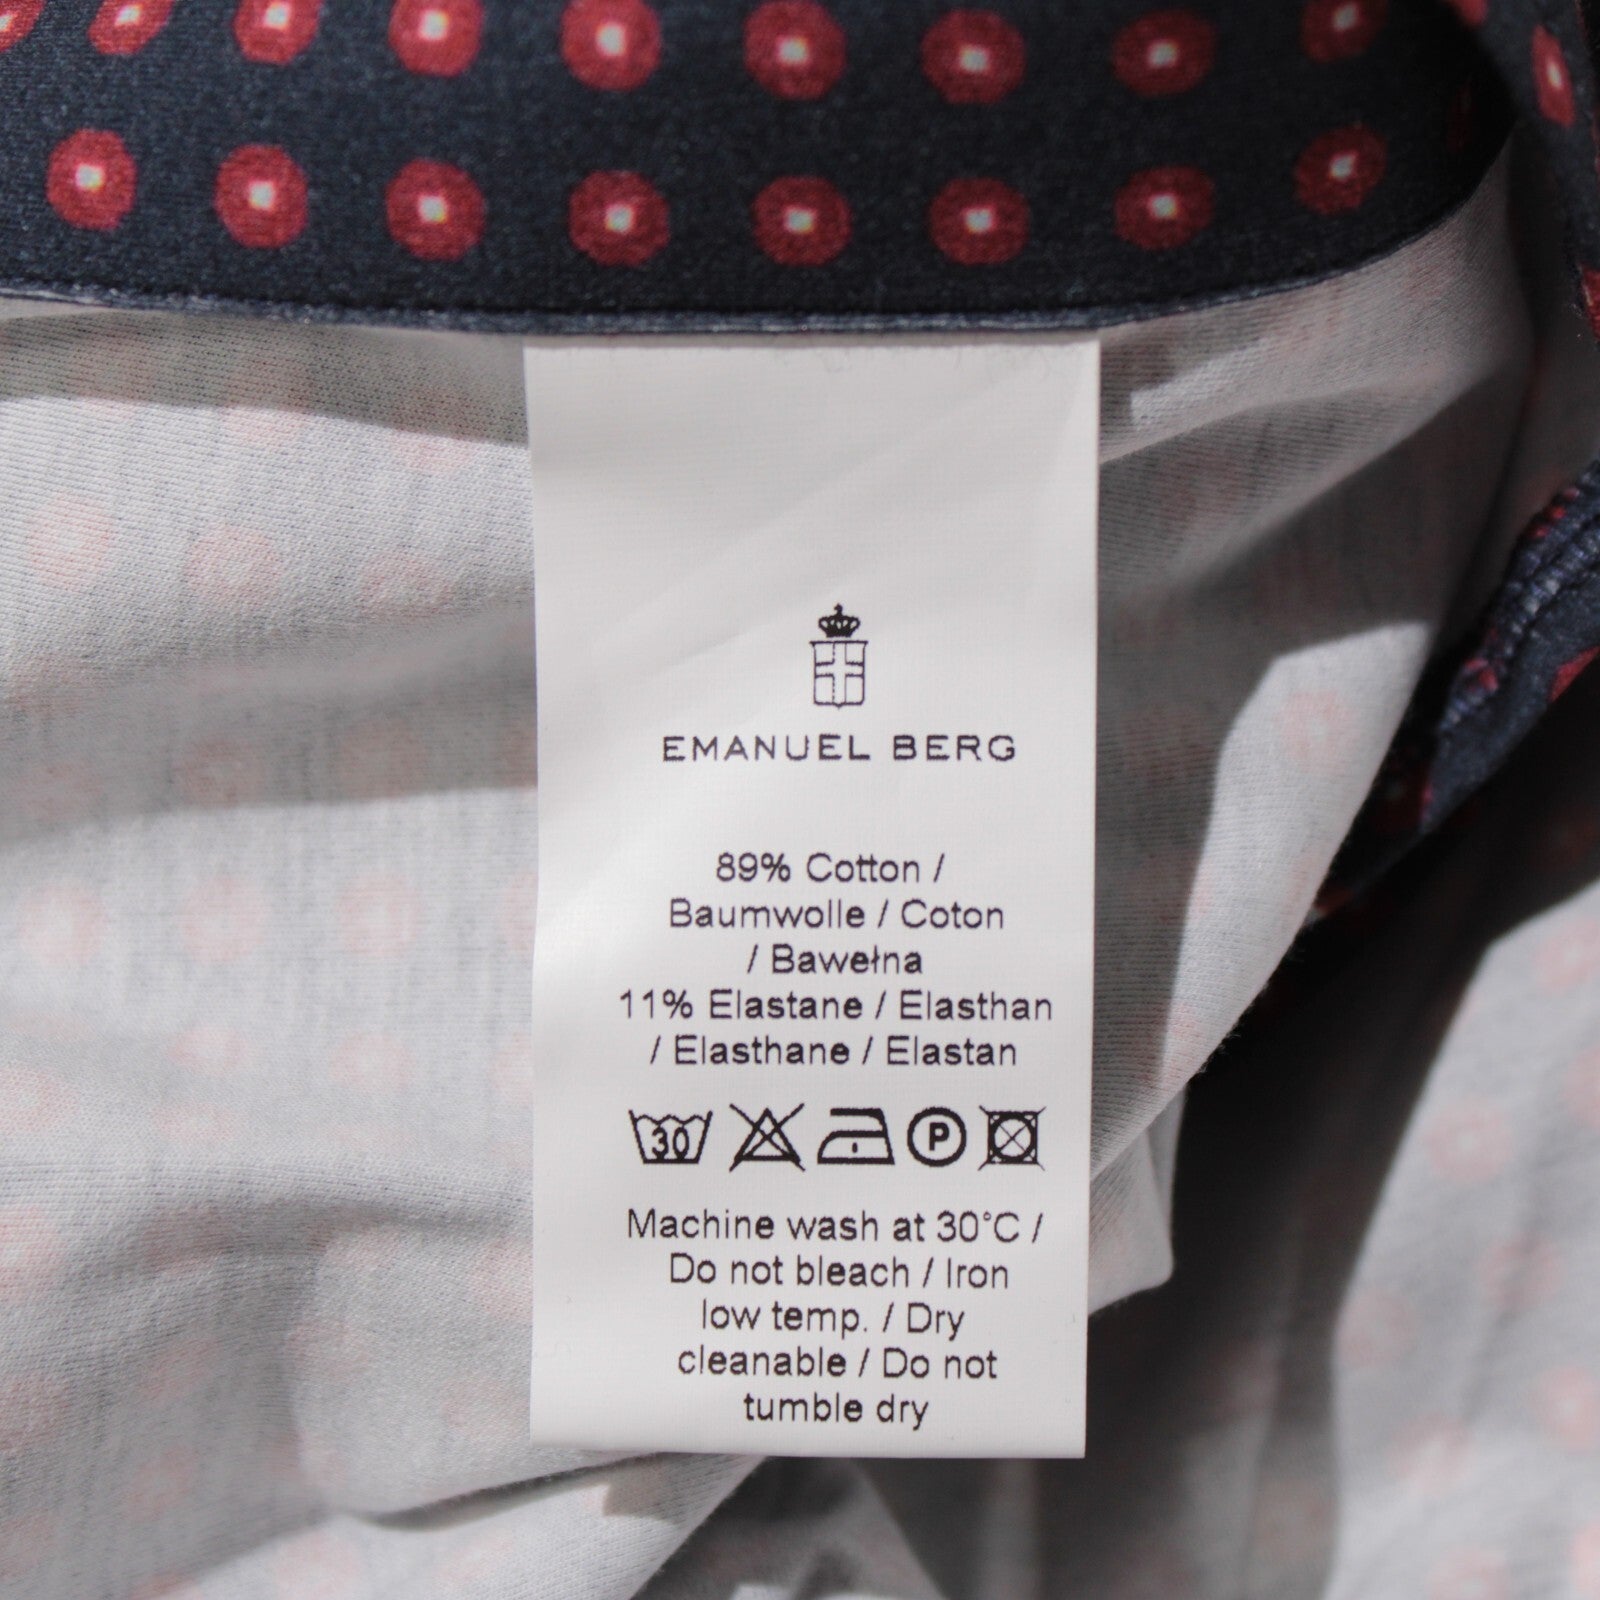 EMANUEL BERG
89% Cotton /
Baumwolle / Coton
/ Bawełna
11% Elastane / Elasthan
/ Elasthane / Elastan
30 P
Machine wash at 30°C /
Do not bleach / Iron
low temp. / Dry
cleanable / Do not
tumble dry